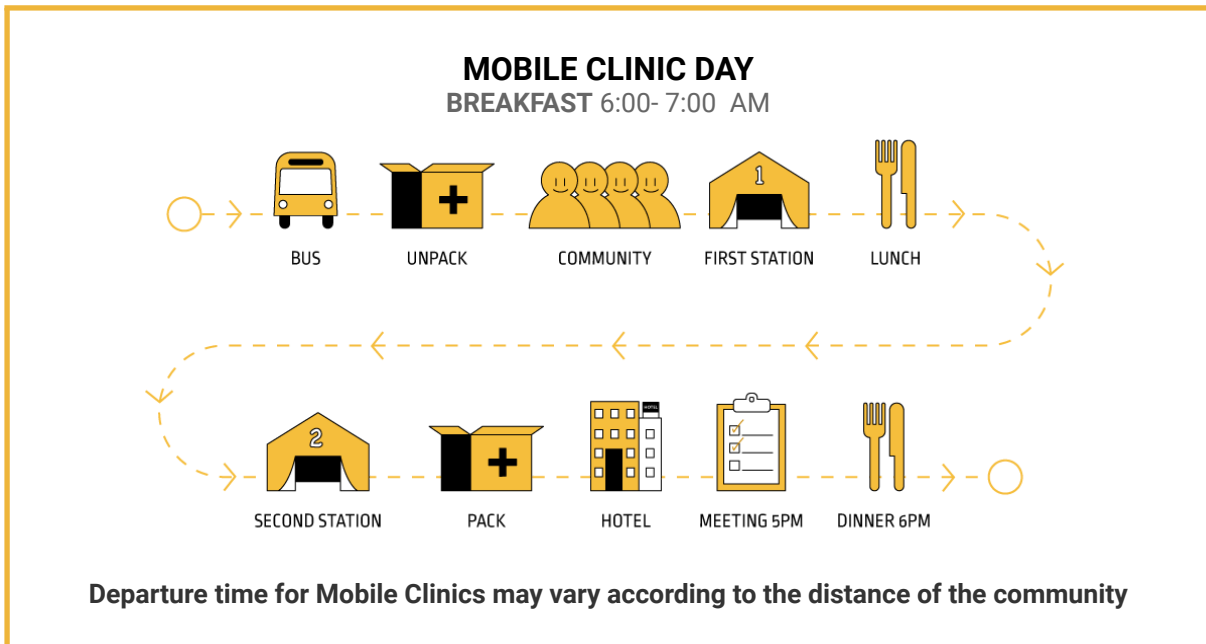 MOBILE CLINIC DAY
BREAKFAST 6:00- 7:00 AM
1
BUS
UNPACK
COMMUNITY
FIRST STATION
LUNCH
2
HOTEL
SECOND STATION
PACK
HOTEL
MEETING 5PM
DINNER 6PM
Departure time for Mobile Clinics may vary according to the distance of the community